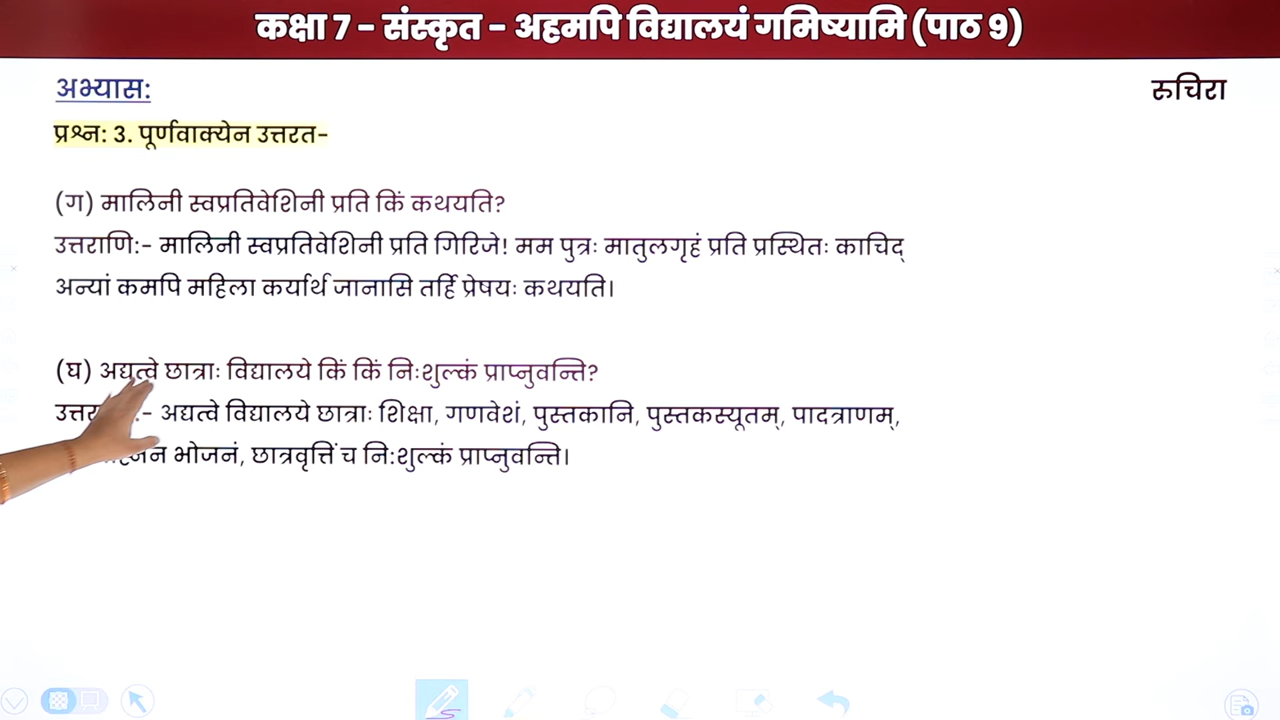 कक्षा 7 - संस्कृत - अहमपि विद्यालयं गमिष्यामि (पाठ 9)
अभ्यास:
रुचिरा
प्रश्न: 3. पूर्णवाक्येन उत्तरत-
(ग) मालिनी स्वप्रतिवेशिनी प्रति किं कथयति?
उत्तराणि:- मालिनी स्वप्रतिवेशिनी प्रति गिरिजे! मम पुत्रः मातुलगृहं प्रति प्रस्थितः काचिद्
अन्यां कमपि महिला कर्यार्थ जानासि तर्हि प्रेषयः कथयति।
(घ) अद्यत्वे छात्राः विद्यालये किं किं निःशुल्कं प्राप्नुवन्ति?
:- अद्यत्वे विद्यालये छात्राः शिक्षा, गणवेशं, पुस्तकानि, पुस्तकस्यूतम्, पादत्राणम्,
भोजनं, छात्रवृत्तिं च नि:शुल्कं प्राप्नुवन्ति।